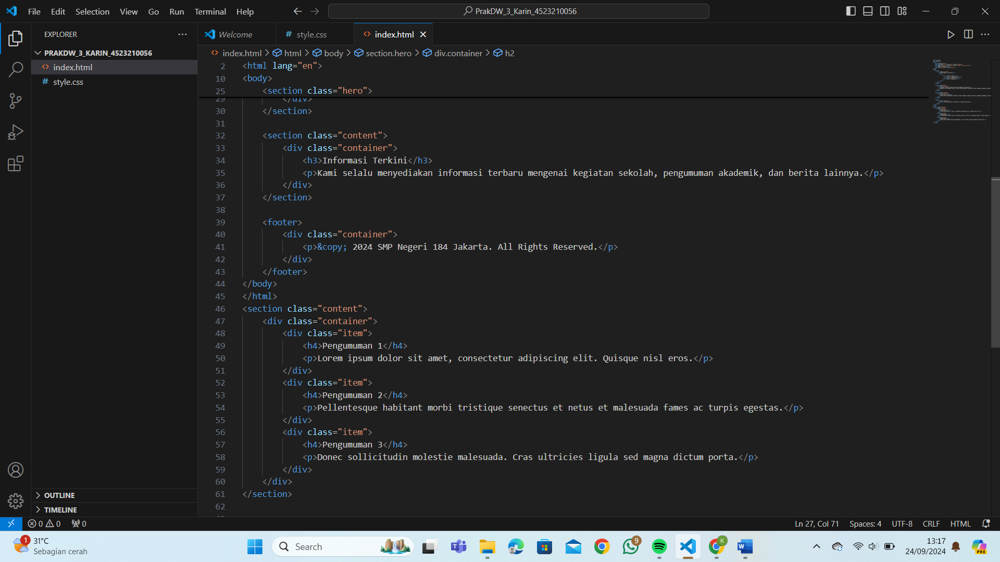 File Edit Selection View Go Run Terminal Help
PrakDW_3_Karin_4523210056
EXPLORER
PRAKDW_3_KARIN_4523210056
index.html
style.css
OUTLINE
TIMELINE
Welcome
style.css
index.html
index.html > html > body > section.hero > div.container > h2
2 <html lang="en">
10 <body>
25 <section class="hero">
29 </div>
30 </section>
31
32 <section class="content">
33 <div class="container">
34 <h3>Informasi Terkini</h3>
35 <p>Kami selalu menyediakan informasi terbaru mengenai kegiatan sekolah, pengumuman akademik, dan berita lainnya.</p>
36 </div>
37 </section>
38
39 <footer>
40 <div class="container">
41 <p>&copy; 2024 SMP Negeri 184 Jakarta. All Rights Reserved.</p>
42 </div>
43 </footer>
44 </body>
45 </html>
46 <section class="content">
47 <div class="container">
48 <div class="item">
49 <h4>Pengumuman 1</h4>
50 <p>Lorem ipsum dolor sit amet, consectetur adipiscing elit. Quisque nisl eros.</p>
51 </div>
52 <div class="item">
53 <h4>Pengumuman 2</h4>
54 <p>Pellentesque habitant morbi tristique senectus et netus et malesuada fames ac turpis egestas.</p>
55 </div>
56 <div class="item">
57 <h4>Pengumuman 3</h4>
58 <p>Donec sollicitudin molestie malesuada. Cras ultricies ligula sed magna dictum porta.</p>
59 </div>
60 </div>
61 </section>
62
0 0 0
Ln 27, Col 71 Spaces: 4 UTF-8 CRLF HTML
1
31°C
Sebagian cerah
Search
9
K
W
13:17
24/09/2024
PRE